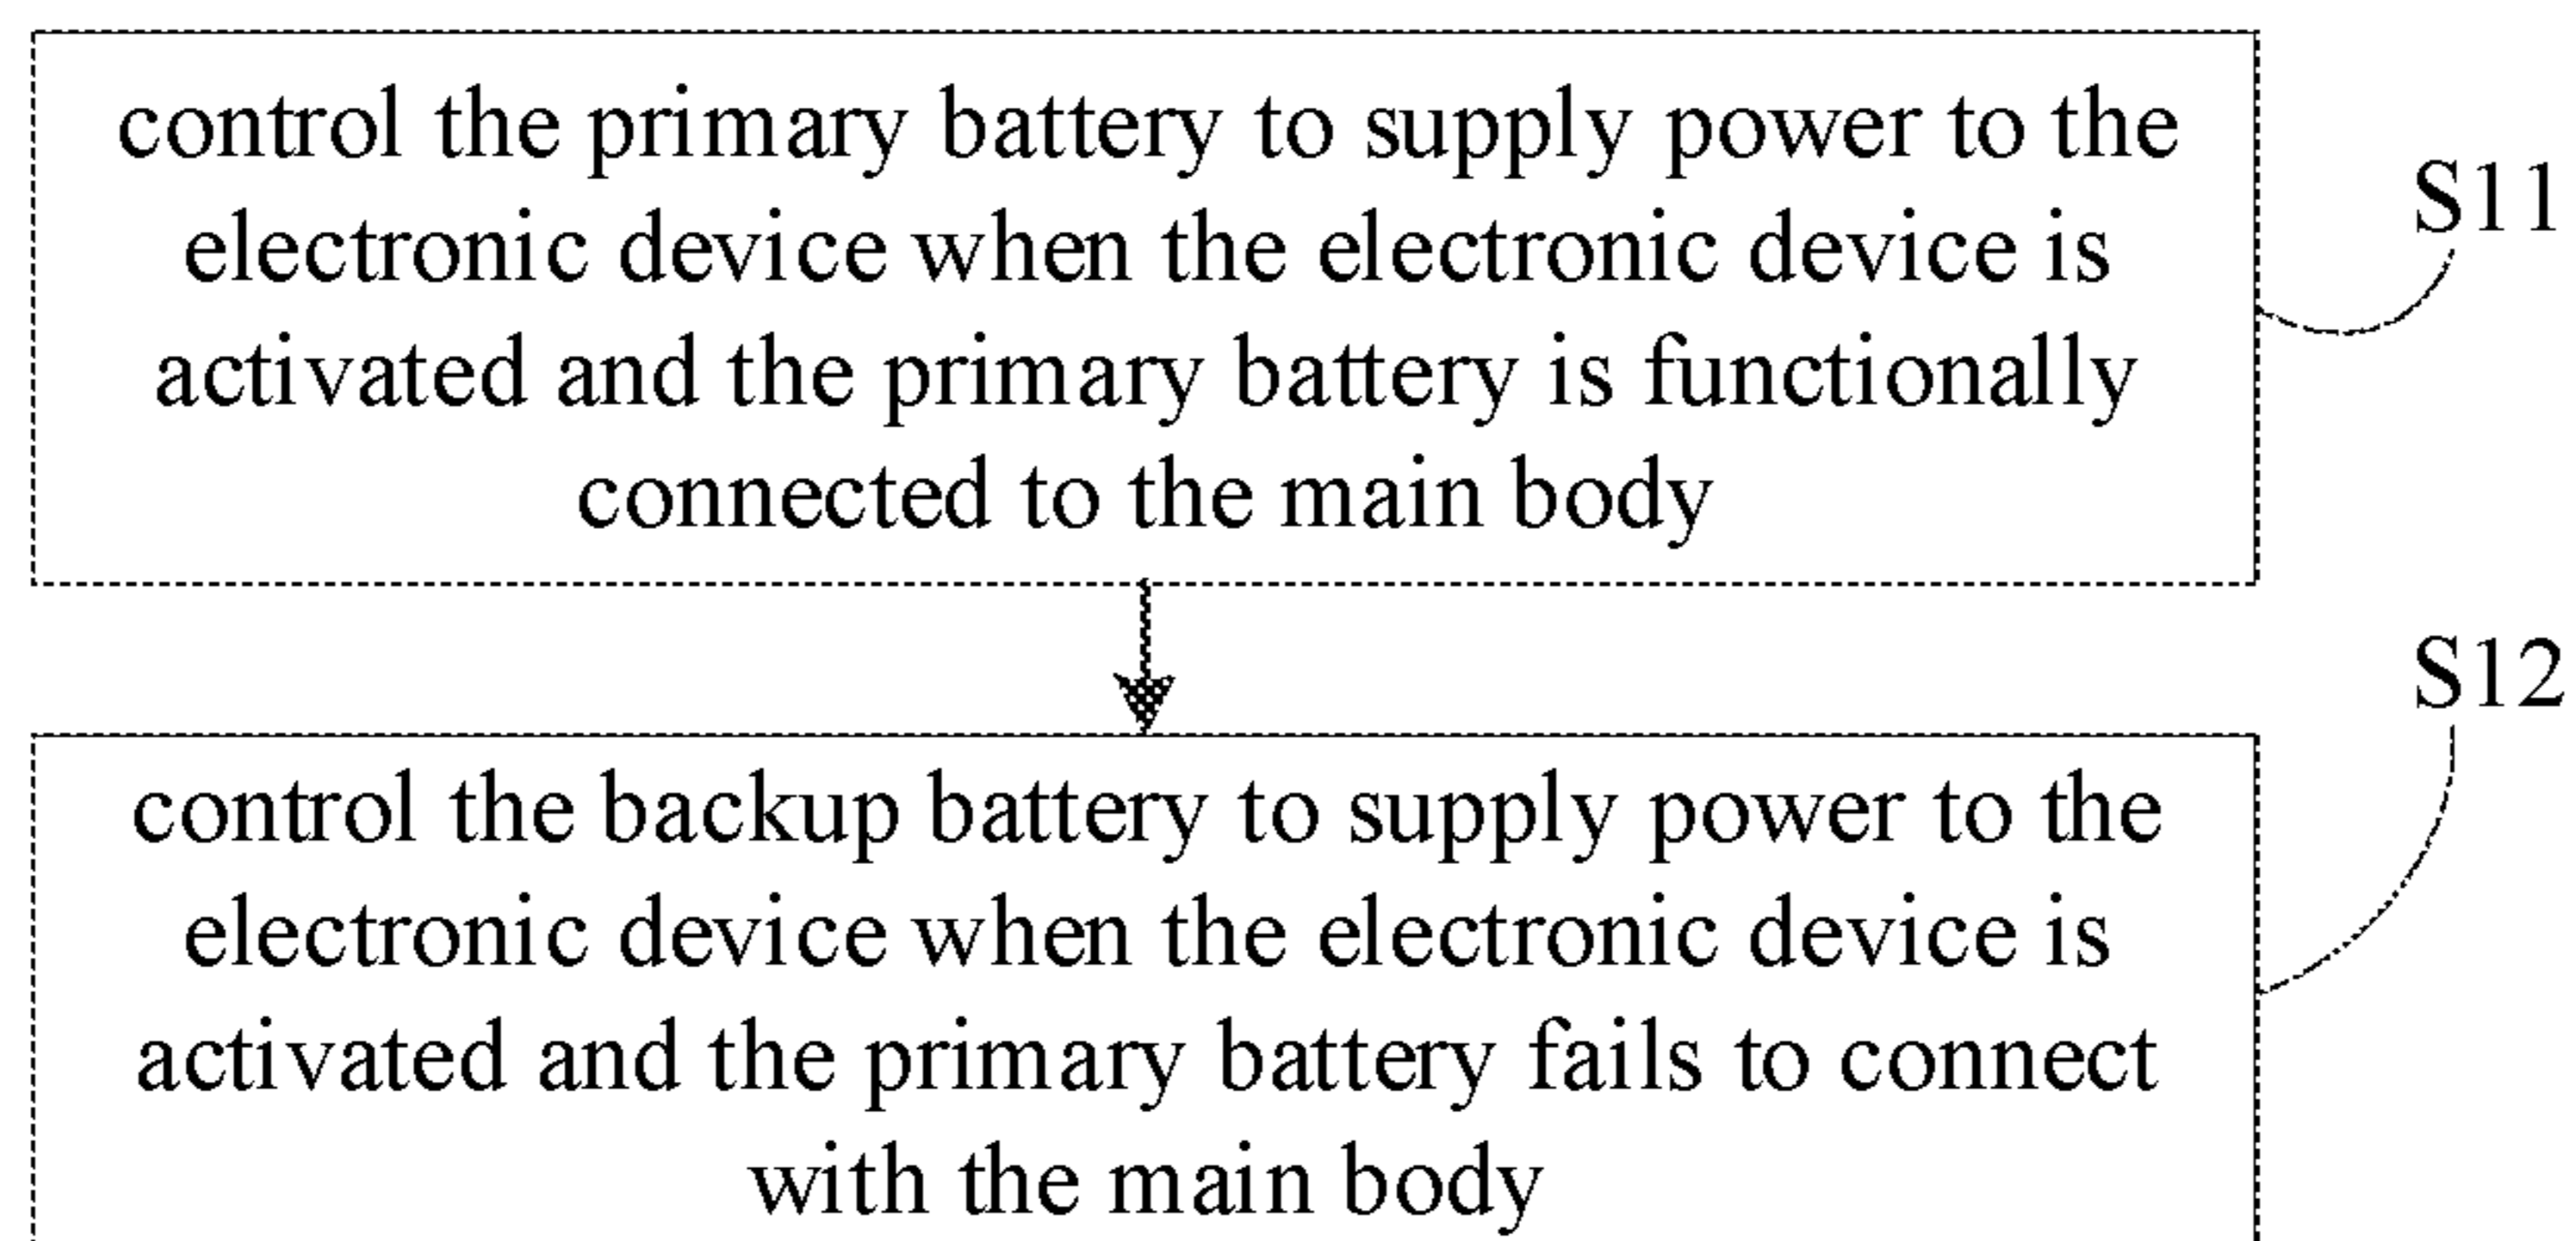 control the primary battery to supply power to the
electronic device when the electronic device is
activated and the primary battery is functionally
connected to the main body
S11
S12
control the backup battery to supply power to the
electronic device when the electronic device is
activated and the primary battery fails to connect
with the main body